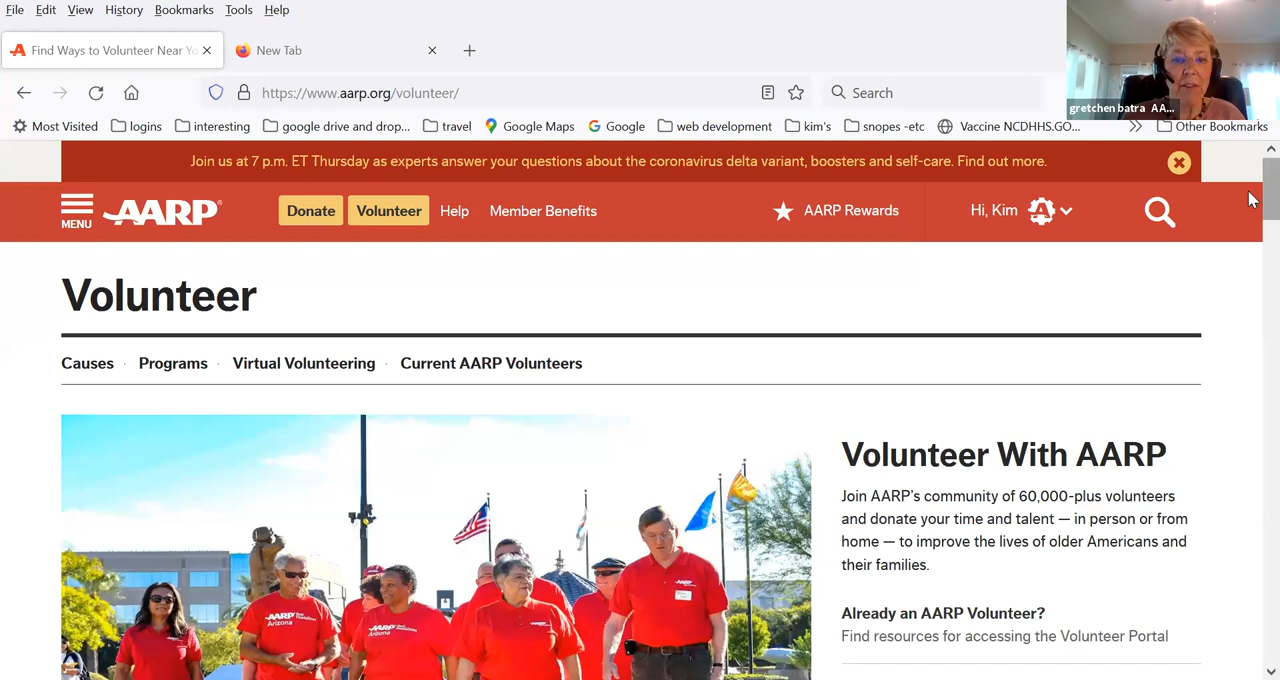 File Edit View History Bookmarks Tools Help
Find Ways to Volunteer Near Yo
New Tab
https://www.aarp.org/volunteer/
Search
gretchen batra AA...
Most Visited logins interesting google drive and drop... travel Google Maps Google web development kim's snopes -etc Vaccine NCDHHS.GO... Other Bookmarks
Join us at 7 p.m. ET Thursday as experts answer your questions about the coronavirus delta variant, boosters and self-care. Find out more.
MENU AARP Donate Volunteer Help Member Benefits AARP Rewards Hi, Kim
Volunteer
Causes · Programs · Virtual Volunteering · Current AARP Volunteers
Volunteer With AARP
Join AARP's community of 60,000-plus volunteers
and donate your time and talent — in person or from
home — to improve the lives of older Americans and
their families.
Already an AARP Volunteer?
Find resources for accessing the Volunteer Portal
AARP
Arizona
AARP
Arizona